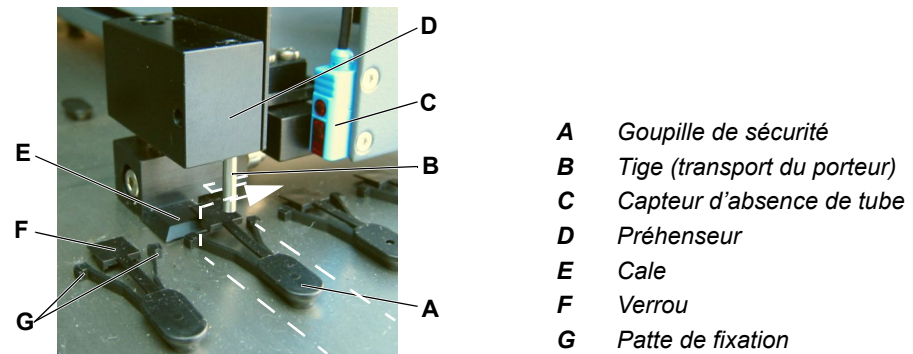 D
C
B
E
F
G
A
A Goupille de sécurité
B Tige (transport du porteur)
C Capteur d'absence de tube
D Préhenseur
E Cale
F Verrou
G Patte de fixation